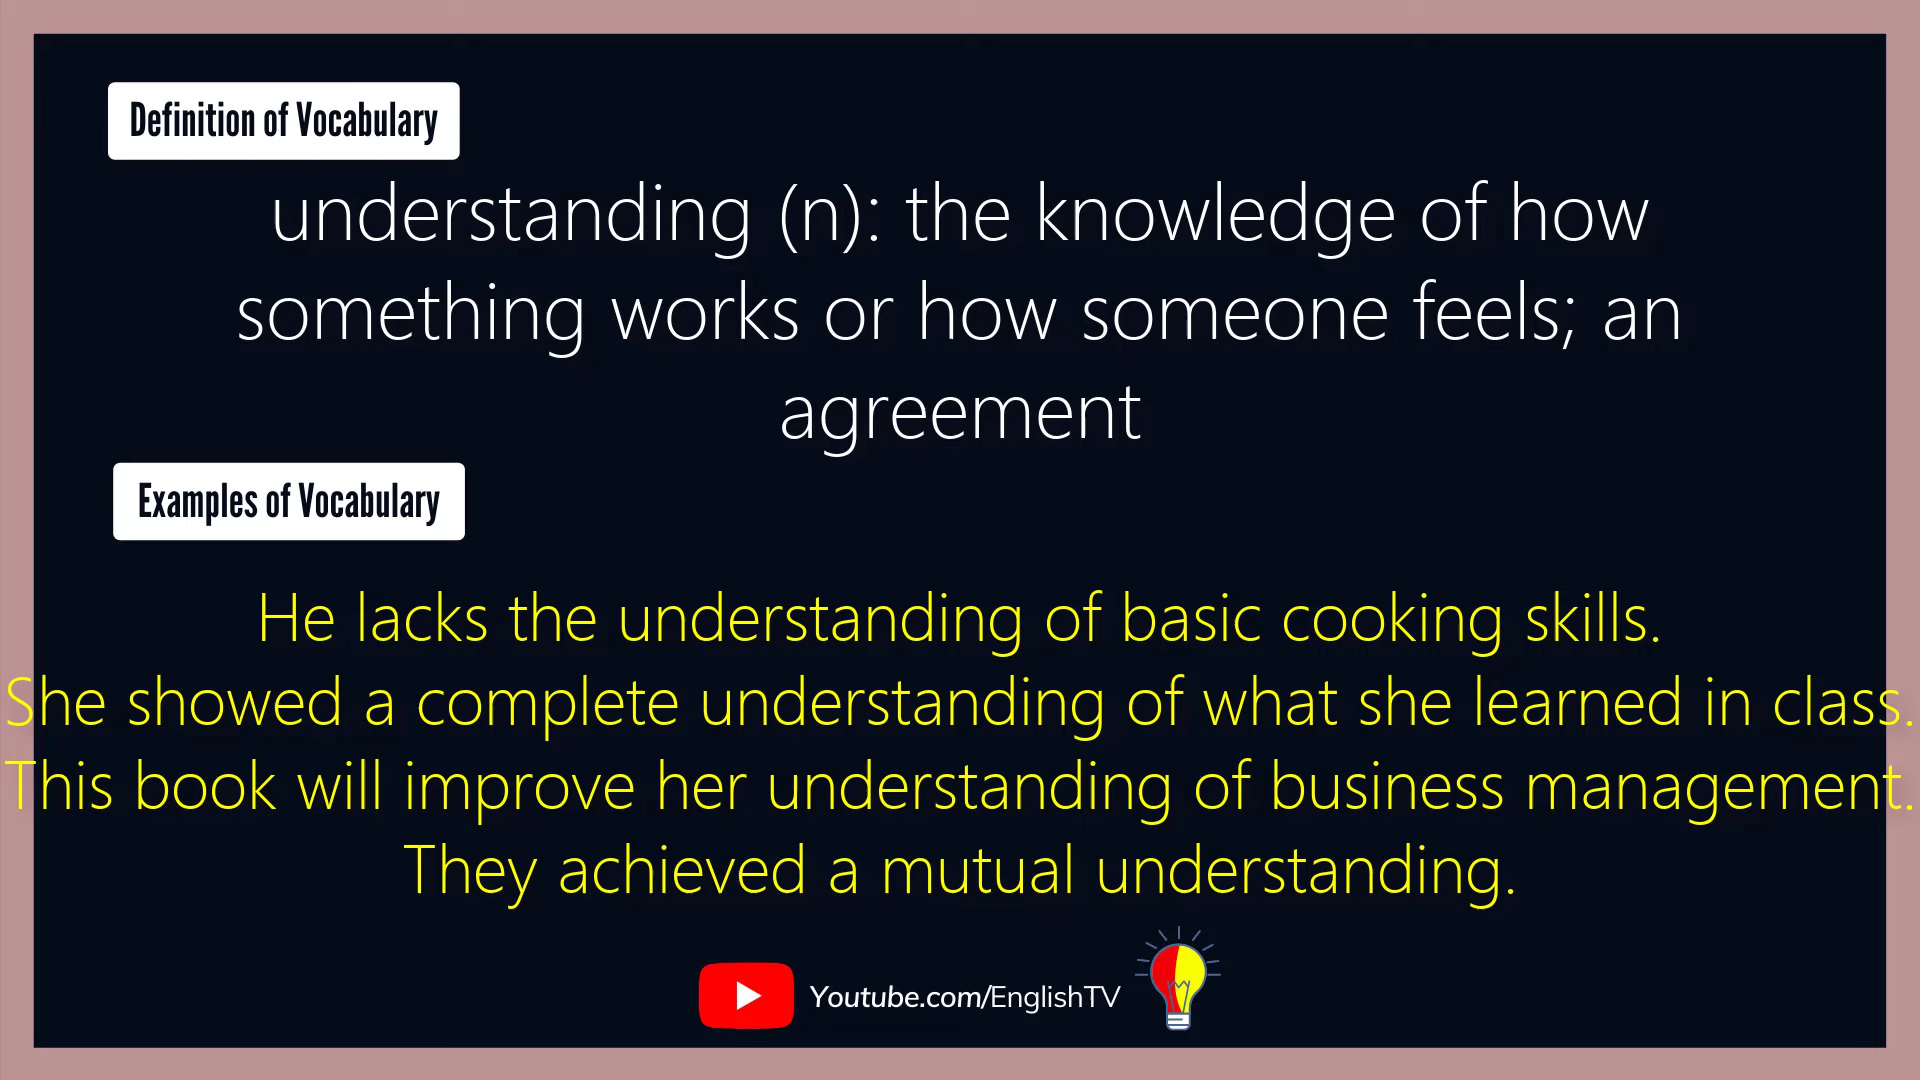 Definition of Vocabulary
understanding (n): the knowledge of how
something works or how someone feels; an
agreement
Examples of Vocabulary
He lacks the understanding of basic cooking skills.
She showed a complete understanding of what she learned in class.
This book will improve her understanding of business management.
They achieved a mutual understanding.
Youtube.com/EnglishTV